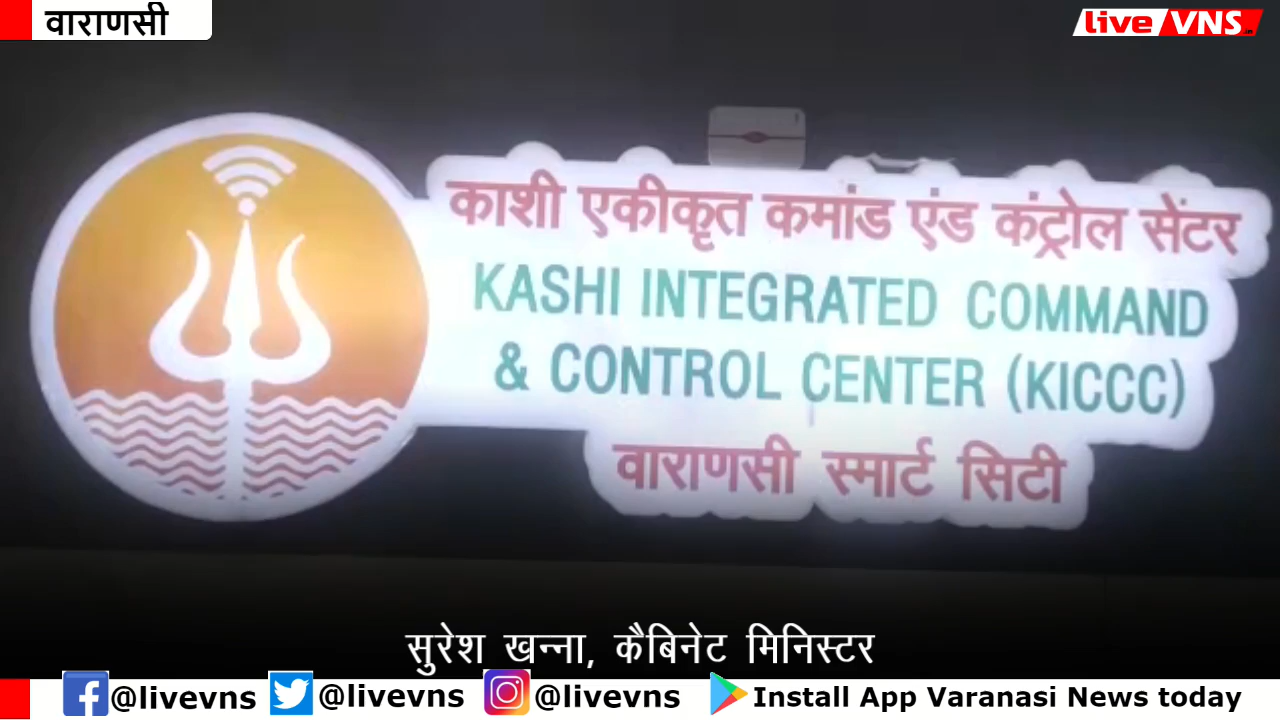 वाराणसी
live VNS.in
काशी एकीकृत कमांड एंड कंट्रोल सेंटर
KASHI INTEGRATED COMMAND
& CONTROL CENTER (KICCC)
वाराणसी स्मार्ट सिटी
सुरेश खन्ना, कैबिनेट मिनिस्टर
@livevns @livevns @livevns Install App Varanasi News today